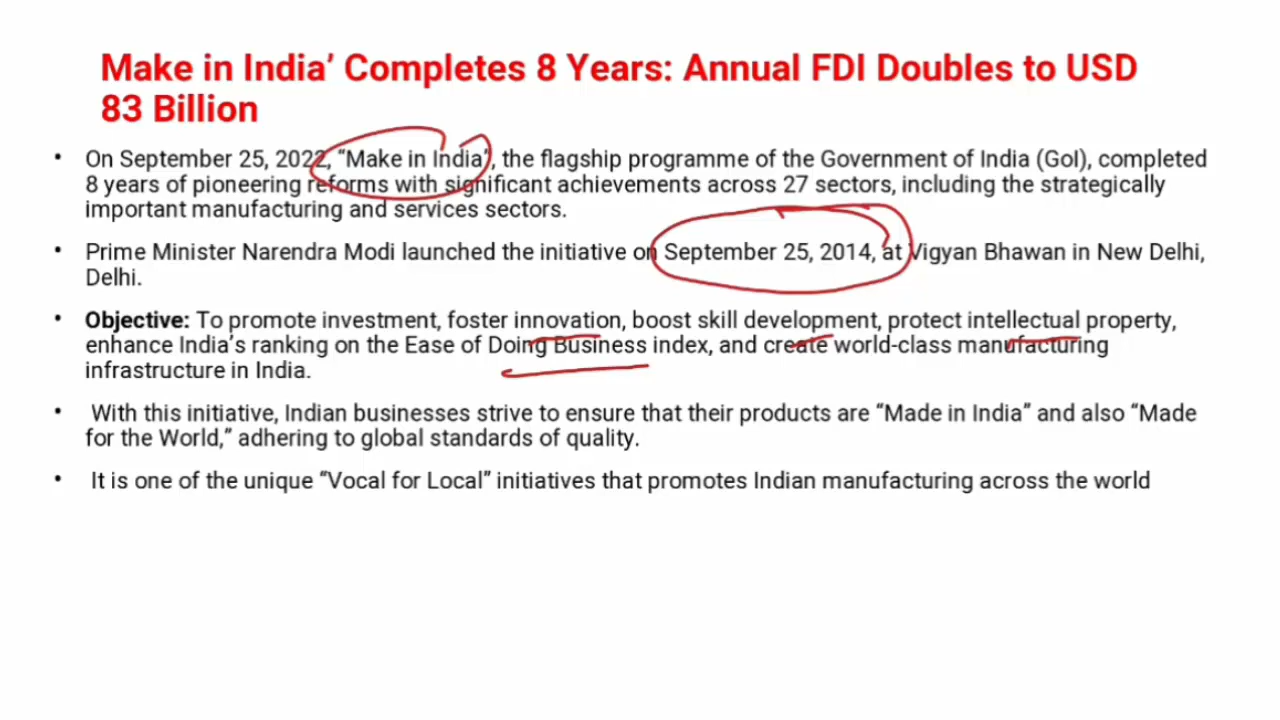 Make in India’ Completes 8 Years: Annual FDI Doubles to USD
83 Billion
• On September 25, 2022, “Make in India”, the flagship programme of the Government of India (GoI), completed
8 years of pioneering reforms with significant achievements across 27 sectors, including the strategically
important manufacturing and services sectors.
• Prime Minister Narendra Modi launched the initiative on September 25, 2014, at Vigyan Bhawan in New Delhi,
Delhi.
• Objective: To promote investment, foster innovation, boost skill development, protect intellectual property,
enhance India’s ranking on the Ease of Doing Business index, and create world-class manufacturing
infrastructure in India.
• With this initiative, Indian businesses strive to ensure that their products are “Made in India” and also “Made
for the World,” adhering to global standards of quality.
• It is one of the unique “Vocal for Local” initiatives that promotes Indian manufacturing across the world